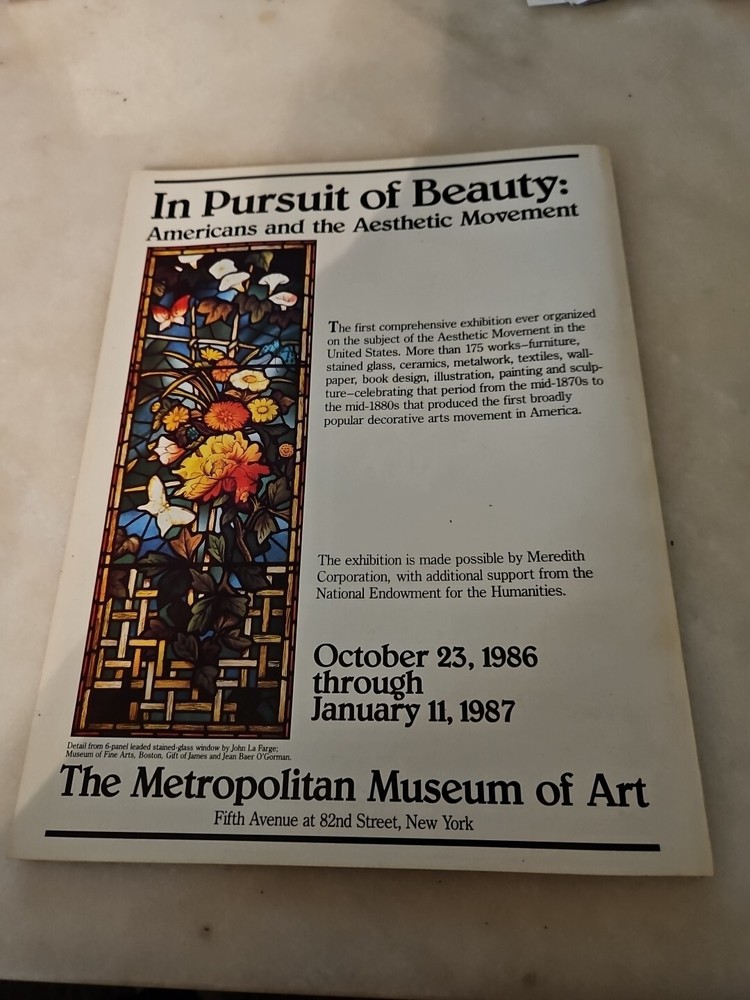 In Pursuit of Beauty:
Americans and the Aesthetic Movement
The first comprehensive exhibition ever organized
on the subject of the Aesthetic Movement in the
United States. More than 175 works—furniture,
stained glass, ceramics, metalwork, textiles, wall-
paper, book design, illustration, painting and sculp-
ture—celebrating that period from the mid-1870s to
the mid-1880s that produced the first broadly
popular decorative arts movement in America.
The exhibition is made possible by Meredith
Corporation, with additional support from the
National Endowment for the Humanities.
October 23, 1986
through
January 11, 1987
Detail from 6-panel leaded stained-glass window by John La Farge;
Museum of Fine Arts, Boston, Gift of James and Jean Baer O'Gorman.
The Metropolitan Museum of Art
Fifth Avenue at 82nd Street, New York